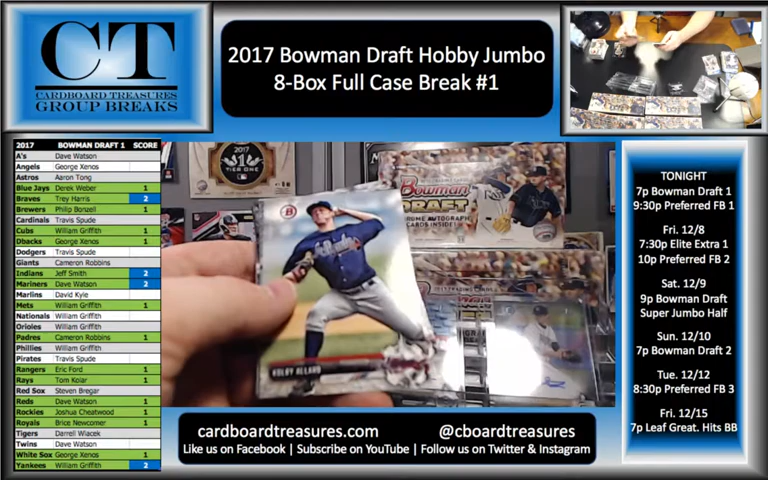 CT
CARDBOARD TREASURES
GROUP BREAKS
2017 Bowman Draft Hobby Jumbo
8-Box Full Case Break #1
2017 BOWMAN DRAFT 1 SCORE
A's Dave Watson
Angels George Xenos
Astros Aaron Tong
Blue Jays Derek Weber 1
Braves Trey Harris 2
Brewers Philip Bonzell 1
Cardinals Travis Spude
Cubs William Griffith 1
Dbacks George Xenos 1
Dodgers Travis Spude
Giants Cameron Robbins
Indians Jeff Smith 2
Mariners Dave Watson 2
Marlins David Kyle
Mets William Griffith 1
Nationals William Griffith
Orioles William Griffith
Padres Cameron Robbins 1
Phillies William Griffith
Pirates Travis Spude
Rangers Eric Ford 1
Rays Tom Kolar 1
Red Sox Steven Bregar
Reds Dave Watson 1
Rockies Joshua Cheatwood 1
Royals Brice Newcomer 1
Tigers Darrell Wiacek
Twins Dave Watson
White Sox George Xenos 1
Yankees William Griffith 2
2017
TIER ONE
Bowman
DRAFT
CHROME AUTOGRAPH
CARDS INSIDE!
B
KOLBY ALLARD
TONIGHT
7p Bowman Draft 1
9:30p Preferred FB 1
Fri. 12/8
7:30p Elite Extra 1
10p Preferred FB 2
Sat. 12/9
9p Bowman Draft
Super Jumbo Half
Sun. 12/10
7p Bowman Draft 2
Tue. 12/12
8:30p Preferred FB 3
Fri. 12/15
7p Leaf Great. Hits BB
cardboardtreasures.com @cboardtreasures
Like us on Facebook | Subscribe on YouTube | Follow us on Twitter & Instagram